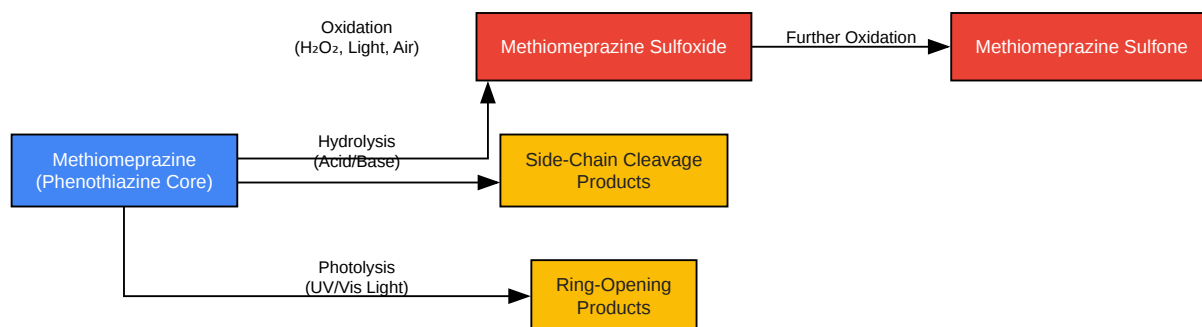 Oxidation
(H₂O₂, Light, Air)
Methiomeprazine Sulfoxide
Further Oxidation
Methiomeprazine Sulfone
Methiomeprazine
(Phenothiazine Core)
Hydrolysis
(Acid/Base)
Side-Chain Cleavage
Products
Photolysis
(UV/Vis Light)
Ring-Opening
Products